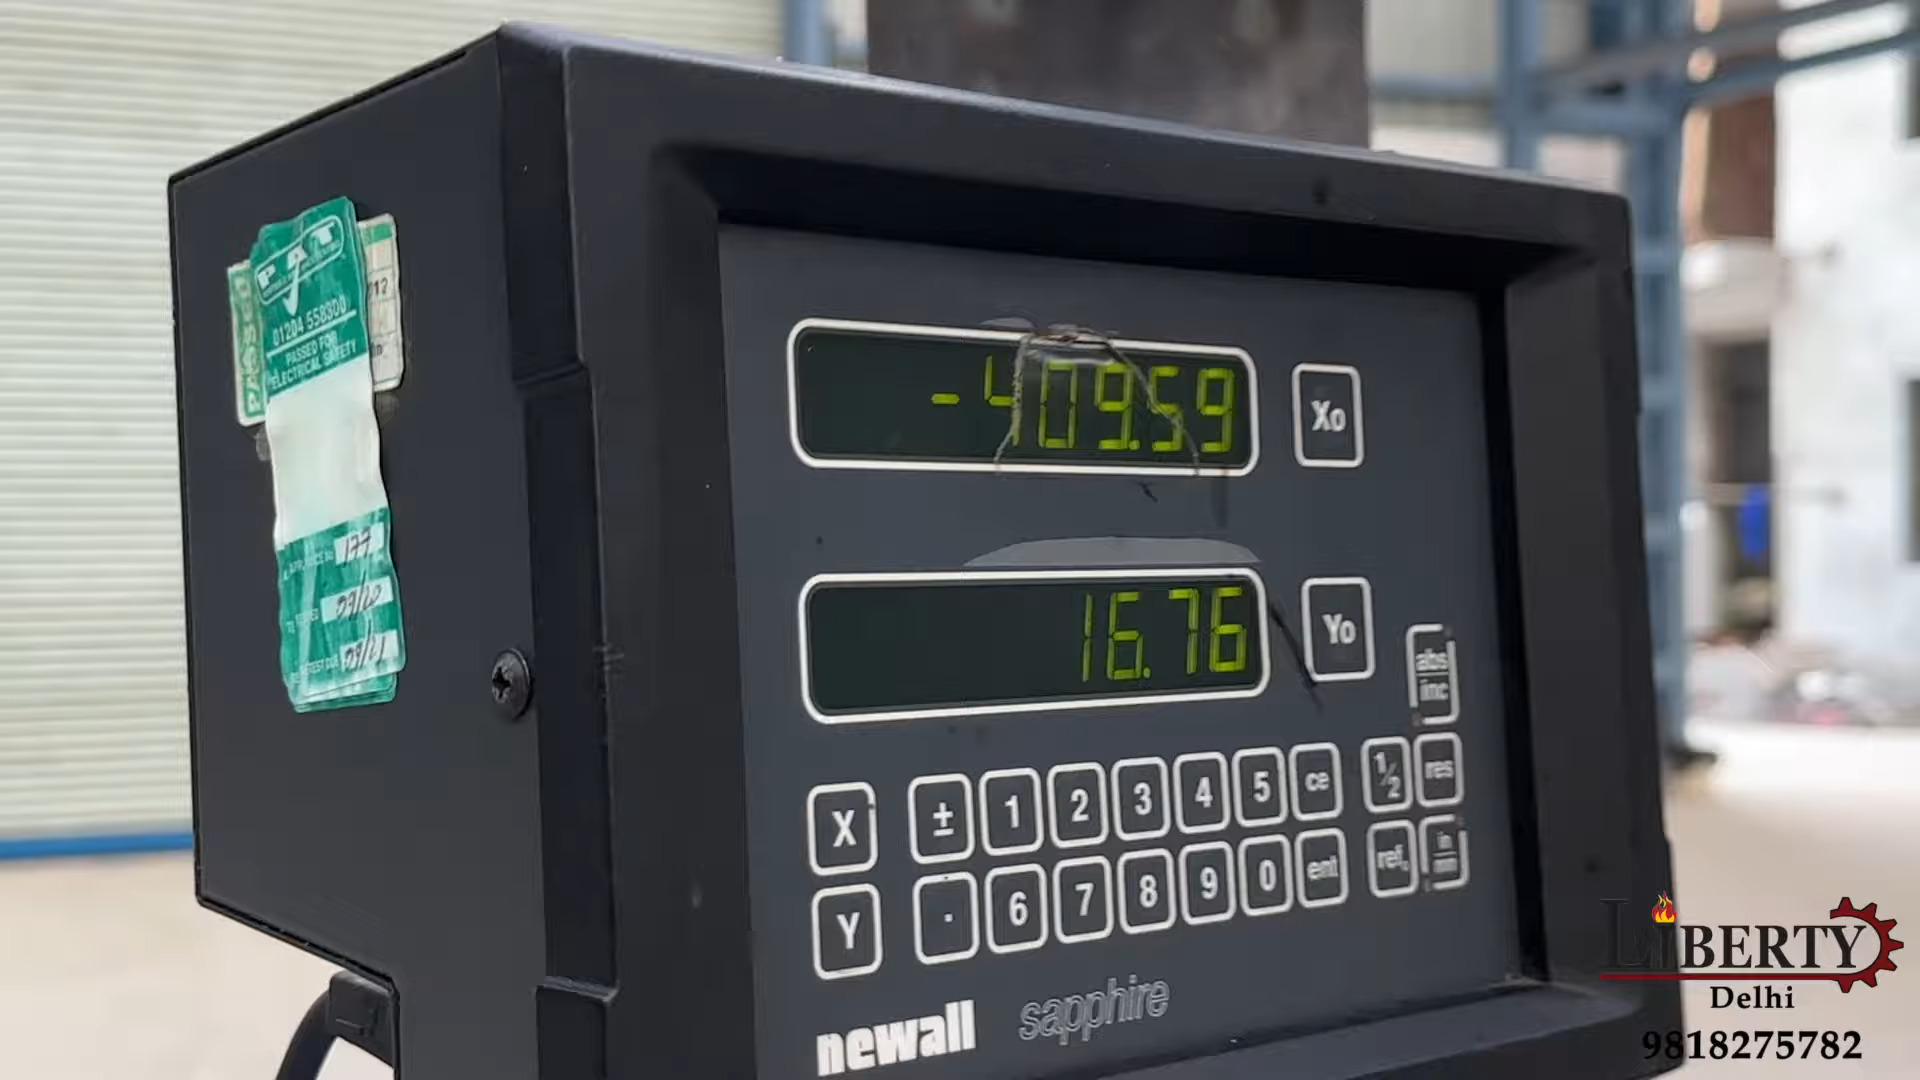 PAT
01204 558300
PASSED FOR
ELECTRICAL SAFETY
PASSED
177
-409.59
Xo
16.76
Yo
abs
inc
X ± 1 2 3 4 5 ce 1/2 res
Y . 6 7 8 9 0 ent ref in
mm
newall sapphire
LiBERTY
Delhi
9818275782